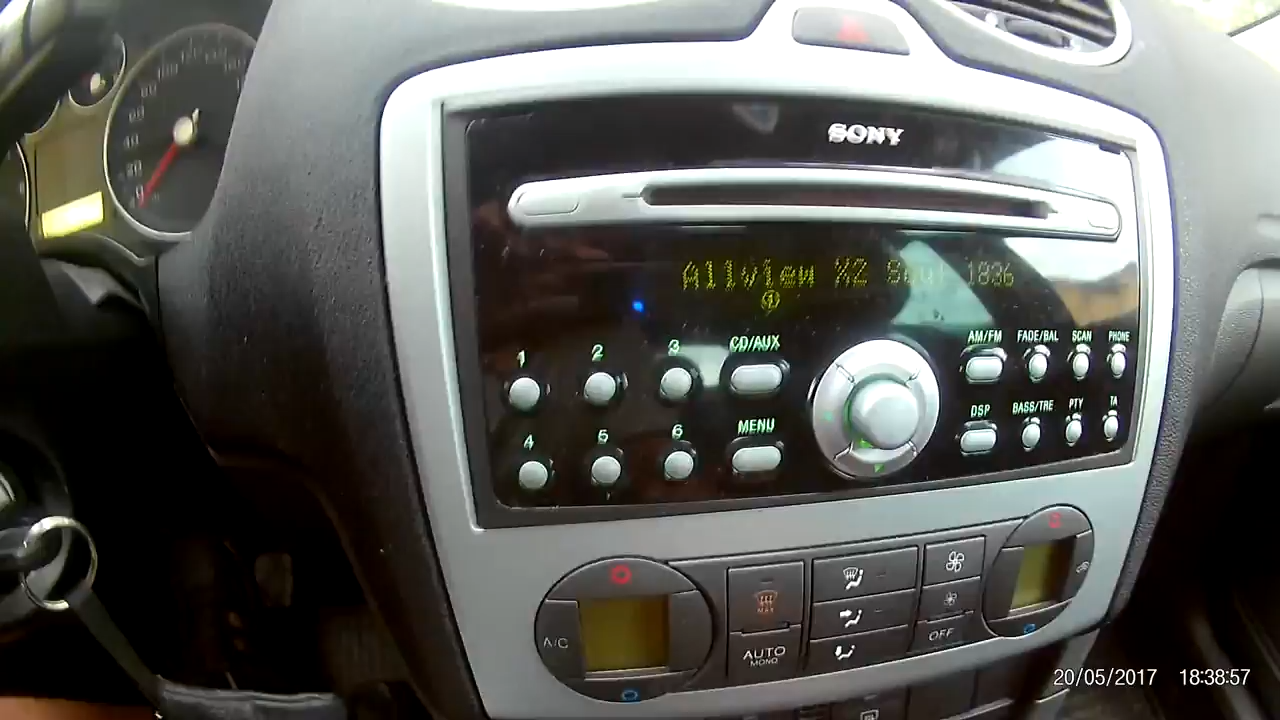 SONY
Allview X2 Soul 1836
1 2 3 CD/AUX AM/FM FADE/BAL SCAN PHONE
4 5 6 MENU DSP BASS/TRE PTY TA
A/C AUTO MONO OFF
MAX
20/05/2017 18:38:57